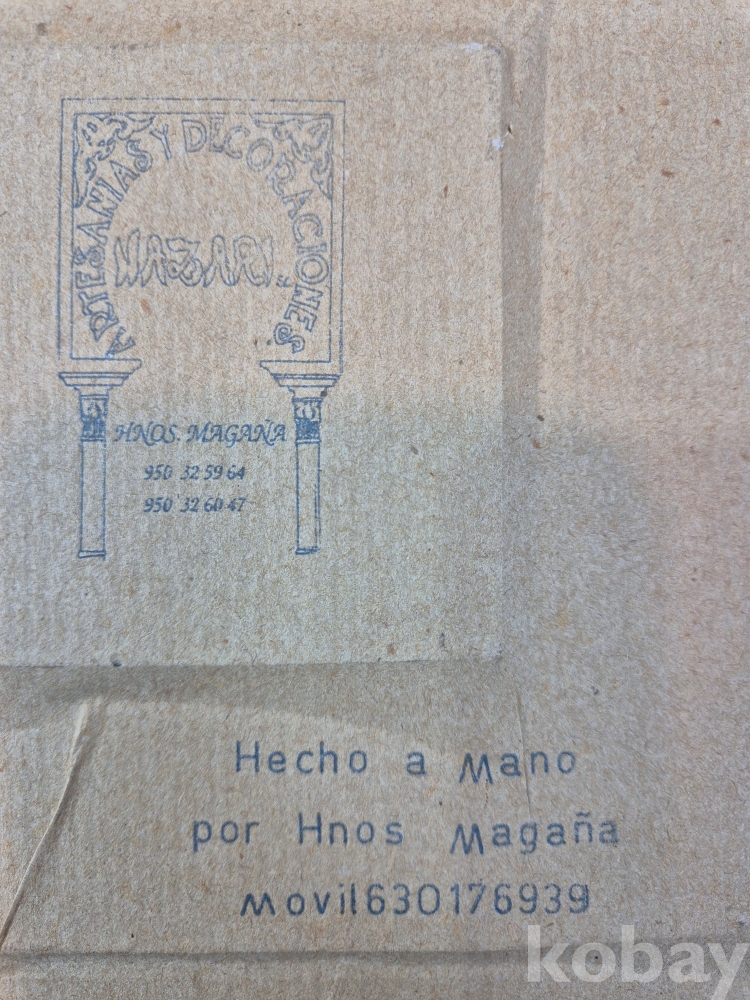 ARTESANIAS Y DECORACIONES
NAZARI
HNOS. MAGAÑA
950 32 59 64
950 32 60 47
Hecho a Mano
por Hnos Magaña
Movil630176939
kobay